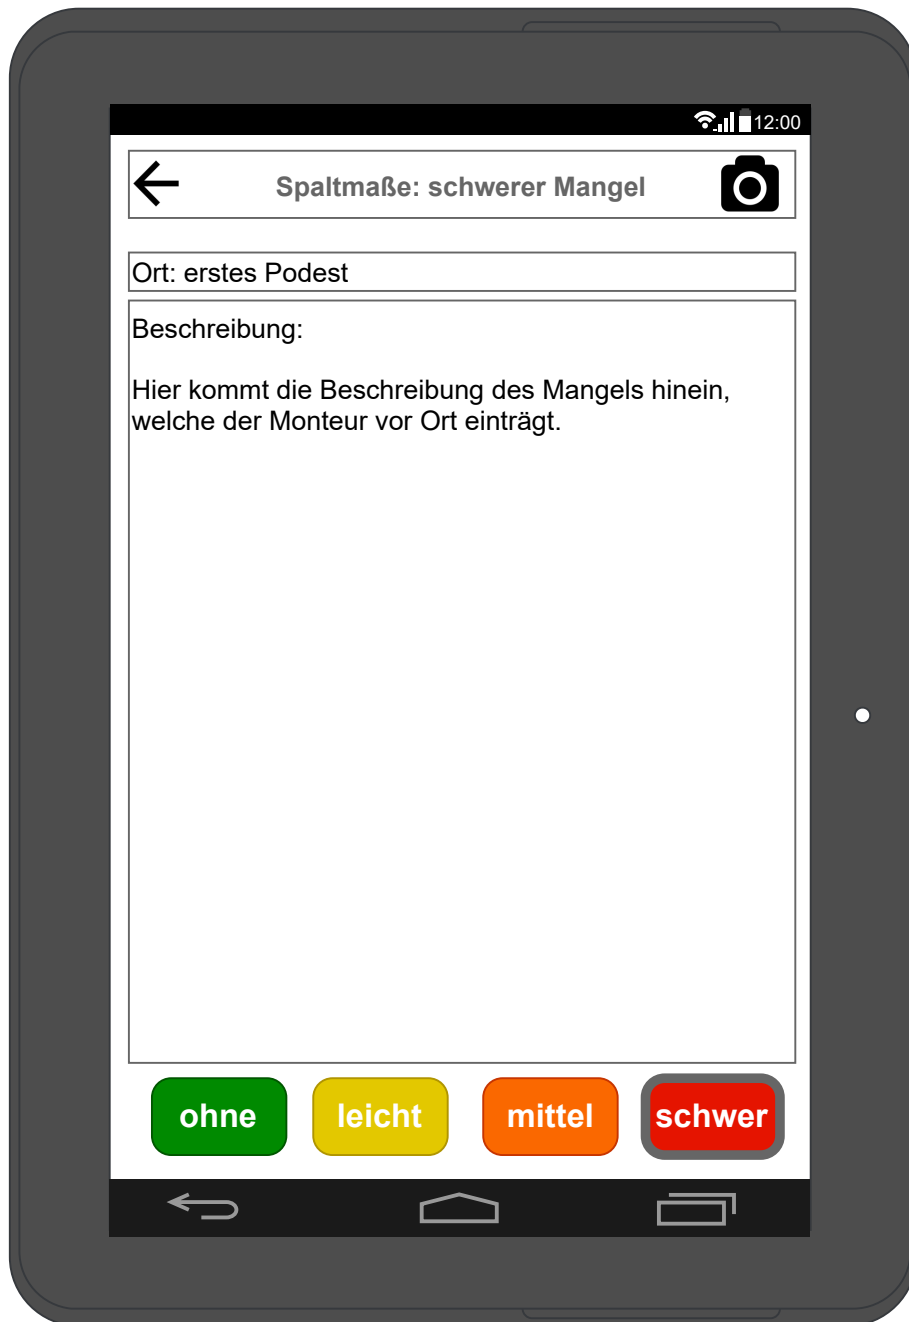 12:00
Spaltmaße: schwerer Mangel
Ort: erstes Podest
Beschreibung:
Hier kommt die Beschreibung des Mangels hinein,
welche der Monteur vor Ort einträgt.
ohne leicht mittel schwer